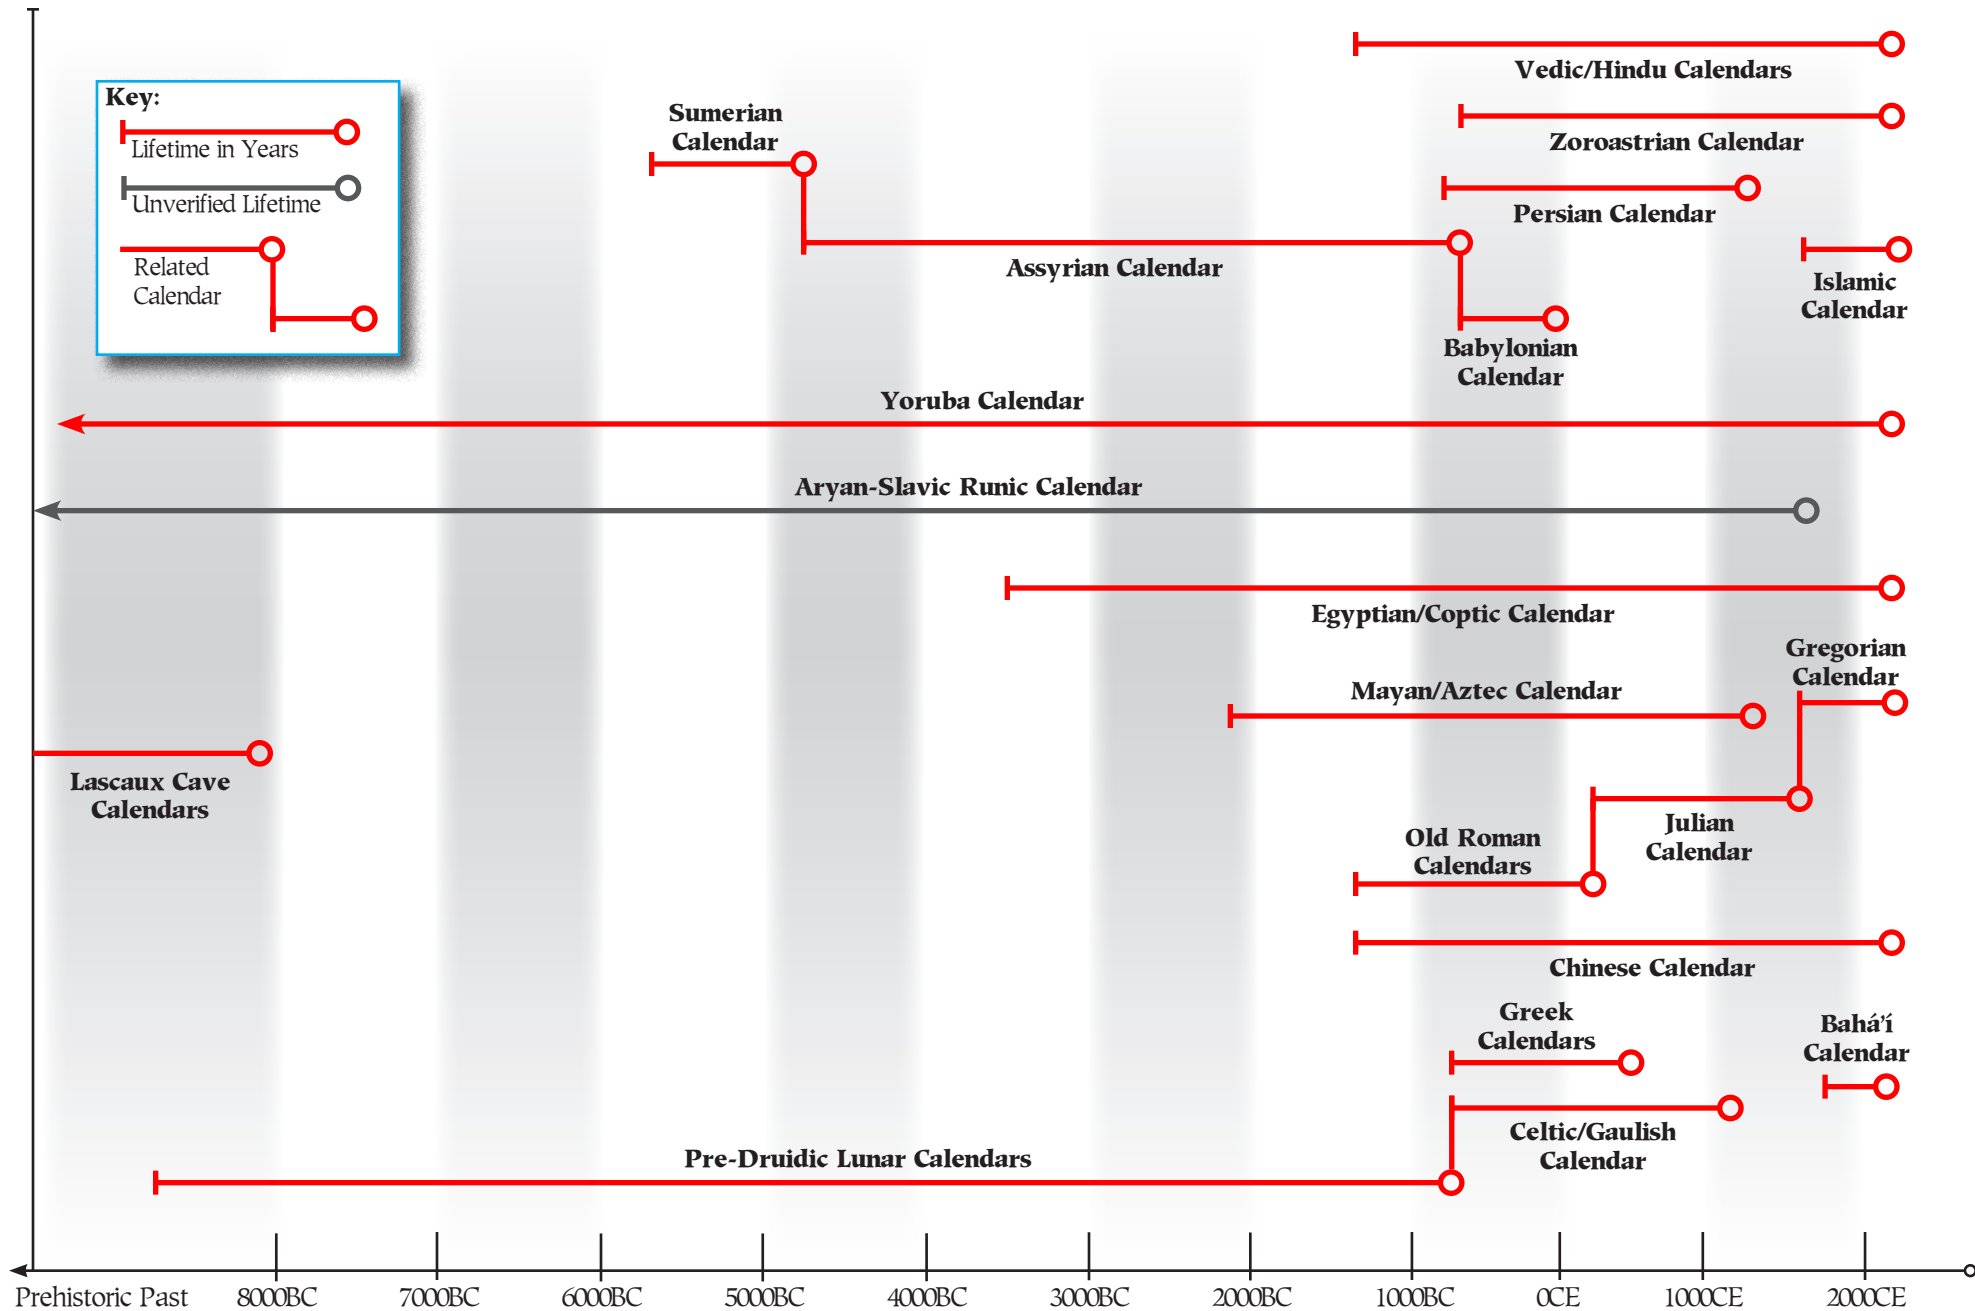 Key:
Lifetime in Years
Unverified Lifetime
Related
Calendar
Vedic/Hindu Calendars
Sumerian
Calendar
Zoroastrian Calendar
Persian Calendar
Assyrian Calendar
Islamic
Calendar
Babylonian
Calendar
Yoruba Calendar
Aryan-Slavic Runic Calendar
Egyptian/Coptic Calendar
Gregorian
Calendar
Mayan/Aztec Calendar
Lascaux Cave
Calendars
Julian
Calendar
Old Roman
Calendars
Chinese Calendar
Greek
Calendars
Bahá’í
Calendar
Celtic/Gaulish
Calendar
Pre-Druidic Lunar Calendars
Prehistoric Past 8000BC 7000BC 6000BC 5000BC 4000BC 3000BC 2000BC 1000BC 0CE 1000CE 2000CE